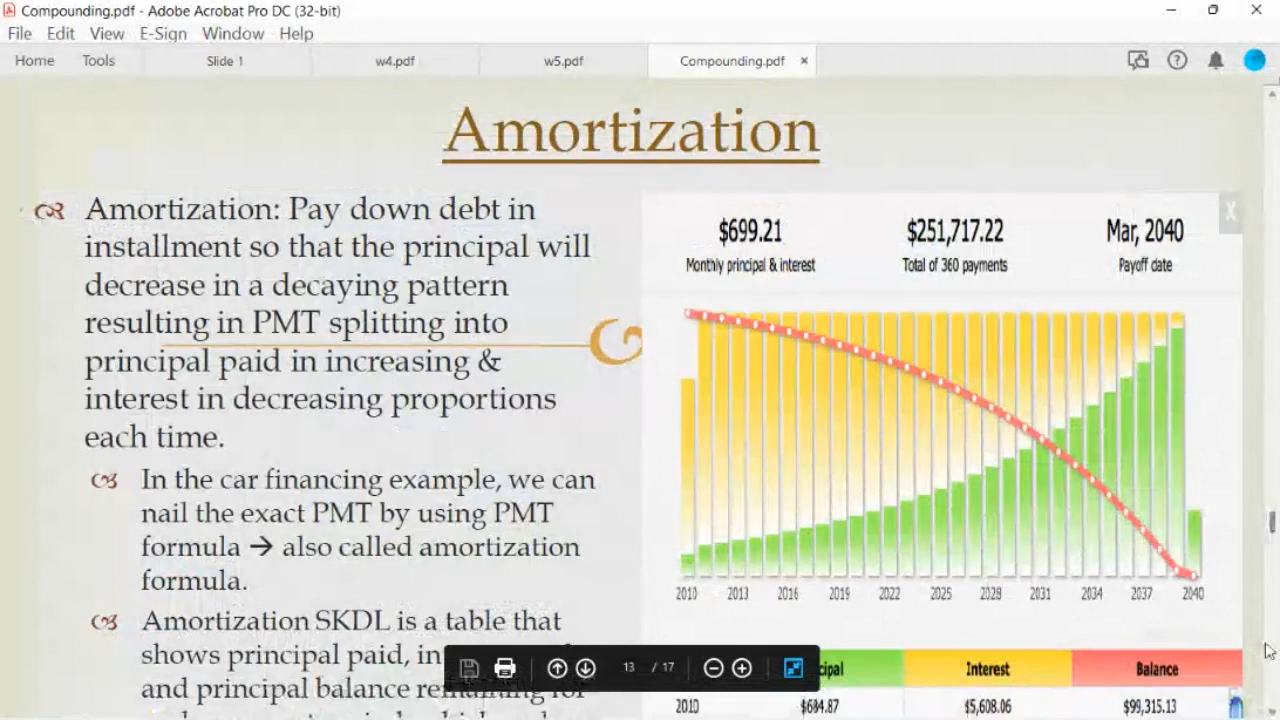 Compounding.pdf - Adobe Acrobat Pro DC (32-bit)
File Edit View E-Sign Window Help
Home Tools Slide 1 w4.pdf w5.pdf Compounding.pdf ×
Amortization
Amortization: Pay down debt in
installment so that the principal will
decrease in a decaying pattern
resulting in PMT splitting into
principal paid in increasing &
interest in decreasing proportions
each time.
In the car financing example, we can
nail the exact PMT by using PMT
formula → also called amortization
formula.
Amortization SKDL is a table that
shows principal paid,
and principal balance
$699.21 $251,717.22 Mar, 2040
Monthly principal & interest Total of 360 payments Payoff date
X
2010 2013 2016 2019 2022 2025 2028 2031 2034 2037 2040
Interest Balance
2010 $684.87 $5,608.06 $99,315.13
13 / 17